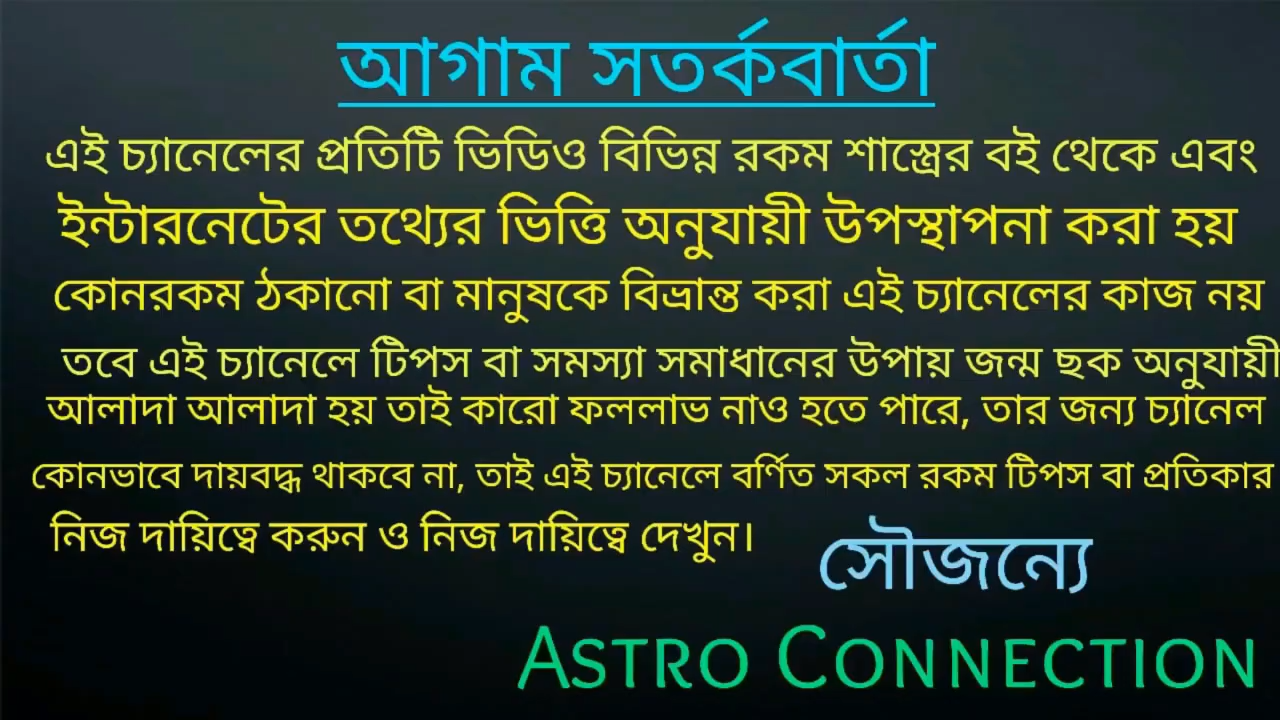 আগাম সতর্কবার্তা
এই চ্যানেলের প্রতিটি ভিডিও বিভিন্ন রকম শাস্ত্রের বই থেকে এবং
ইন্টারনেটের তথ্যের ভিত্তি অনুযায়ী উপস্থাপনা করা হয়
কোনরকম ঠকানো বা মানুষকে বিভ্রান্ত করা এই চ্যানেলের কাজ নয়
তবে এই চ্যানেলে টিপস বা সমস্যা সমাধানের উপায় জন্ম ছক অনুযায়ী
আলাদা আলাদা হয় তাই কারো ফললাভ নাও হতে পারে, তার জন্য চ্যানেল
কোনভাবে দায়বদ্ধ থাকবে না, তাই এই চ্যানেলে বর্ণিত সকল রকম টিপস বা প্রতিকার
নিজ দায়িত্বে করুন ও নিজ দায়িত্বে দেখুন।
সৌজন্যে
ASTRO CONNECTION